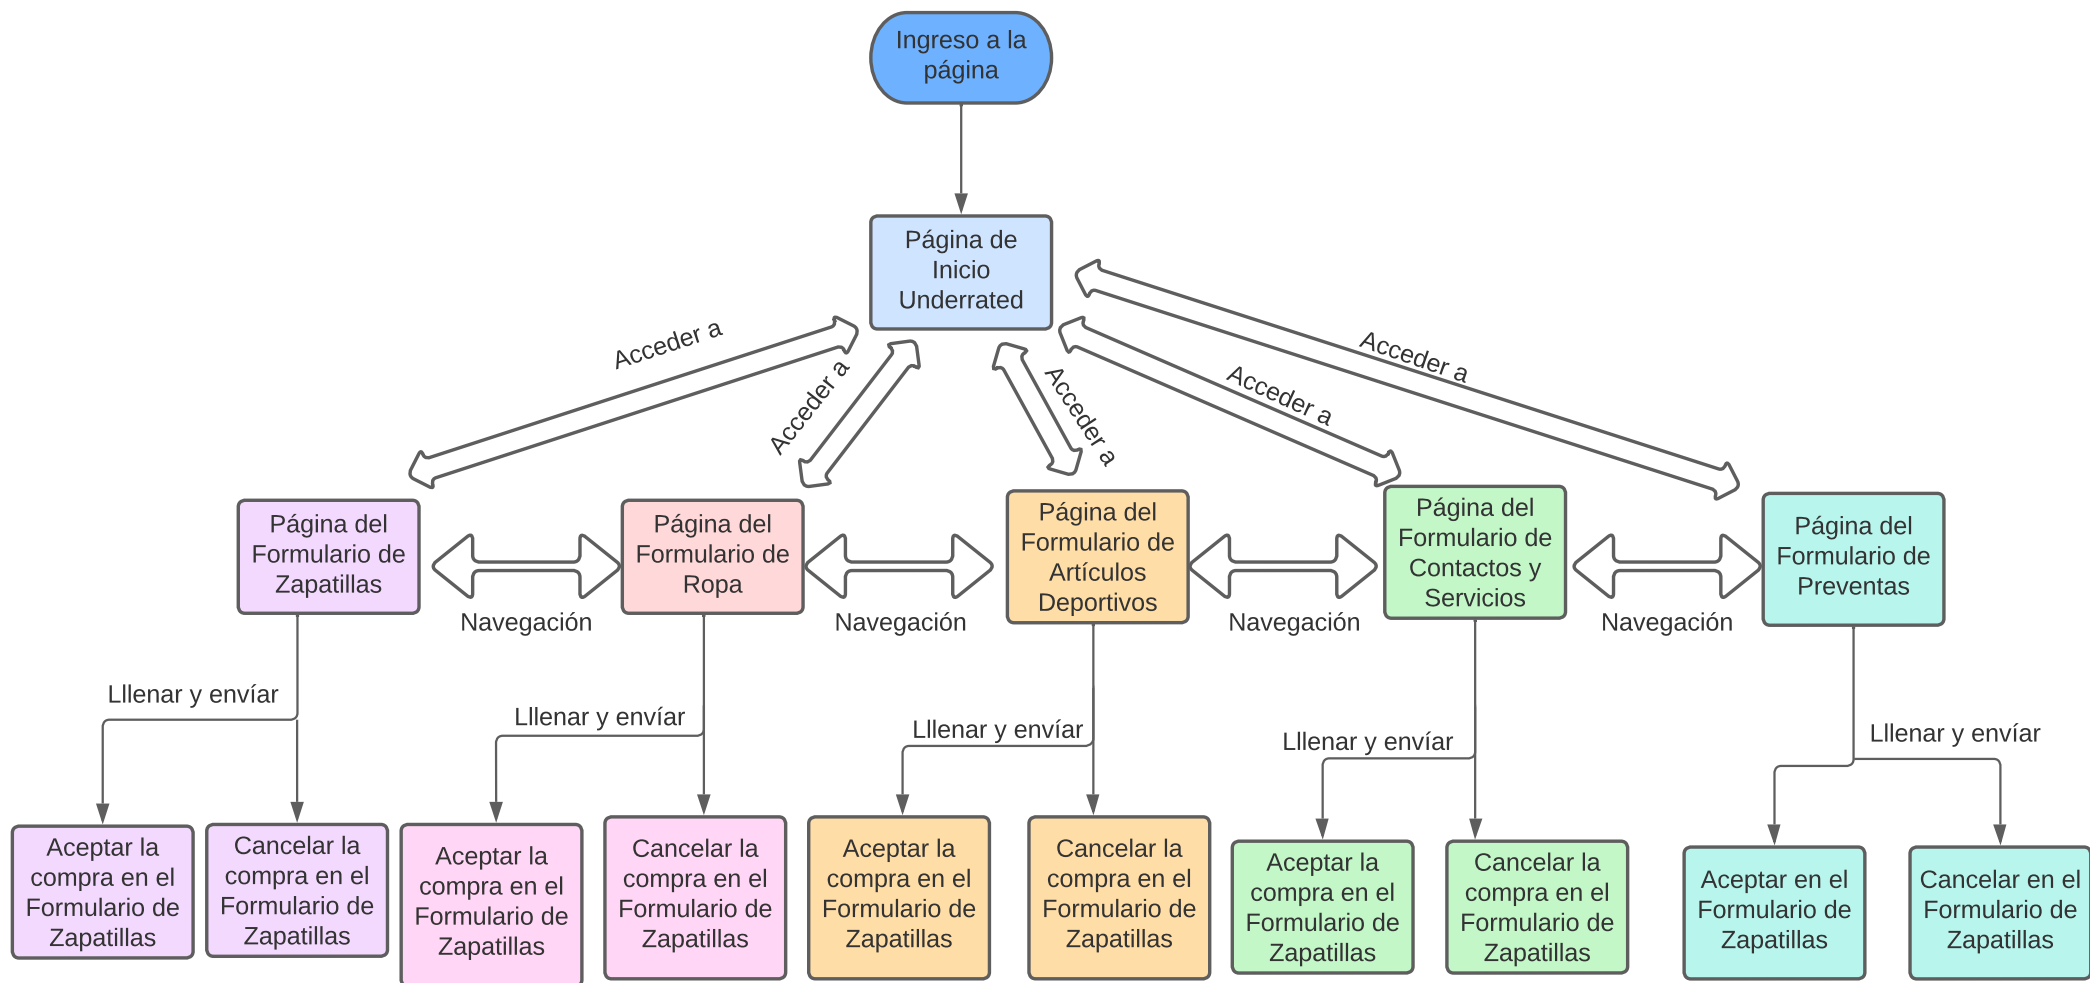 Ingreso a la
página
Página de
Inicio
Underrated
Acceder a
Acceder a
Acceder a
Acceder a
Acceder a
Página del
Formulario de
Zapatillas
Página del
Formulario de
Ropa
Página del
Formulario de
Artículos
Deportivos
Página del
Formulario de
Contactos y
Servicios
Página del
Formulario de
Preventas
Navegación
Navegación
Navegación
Navegación
Lllenar y envíar
Lllenar y envíar
Lllenar y envíar
Lllenar y envíar
Lllenar y envíar
Aceptar la
compra en el
Formulario de
Zapatillas
Cancelar la
compra en el
Formulario de
Zapatillas
Aceptar la
compra en el
Formulario de
Zapatillas
Cancelar la
compra en el
Formulario de
Zapatillas
Aceptar la
compra en el
Formulario de
Zapatillas
Cancelar la
compra en el
Formulario de
Zapatillas
Aceptar la
compra en el
Formulario de
Zapatillas
Cancelar la
compra en el
Formulario de
Zapatillas
Aceptar en el
Formulario de
Zapatillas
Cancelar en el
Formulario de
Zapatillas